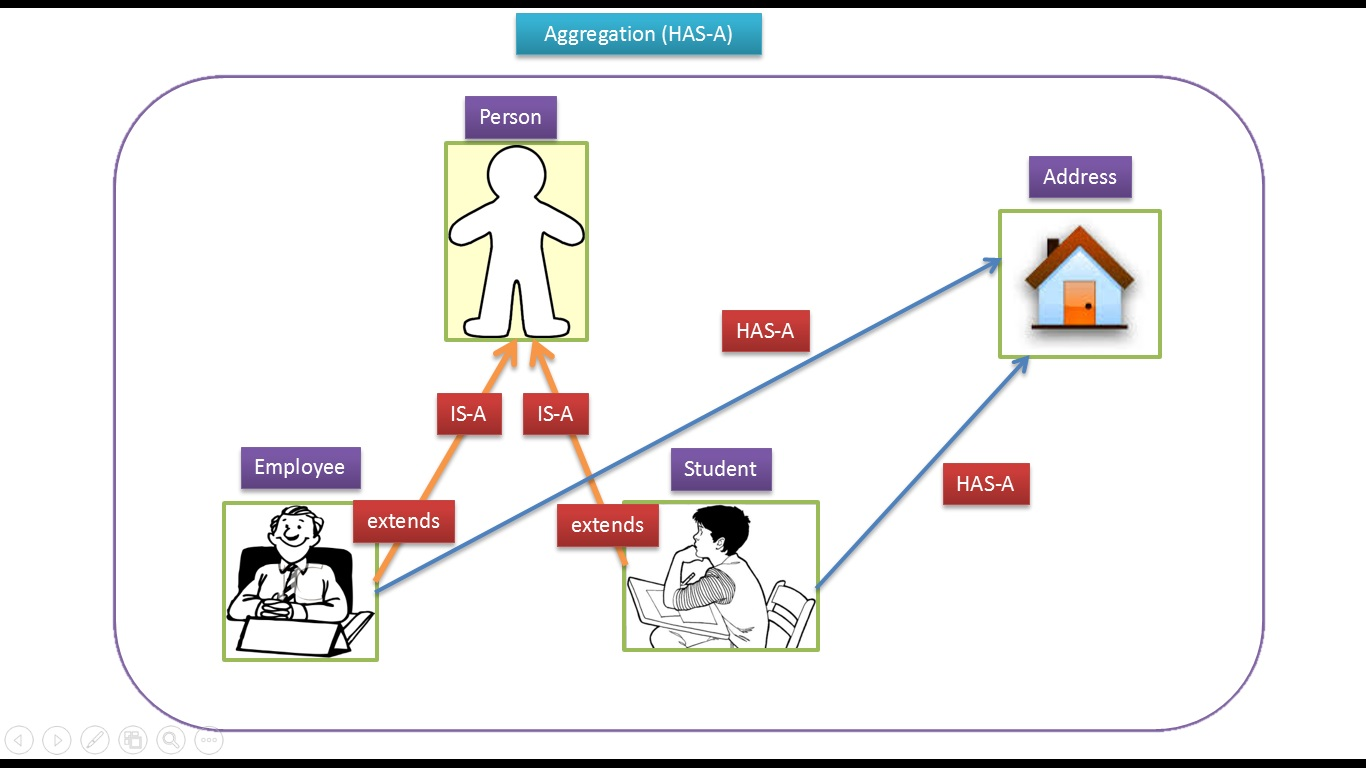 Aggregation (HAS-A)
Person
Address
HAS-A
IS-A
IS-A
Employee
Student
HAS-A
extends
extends